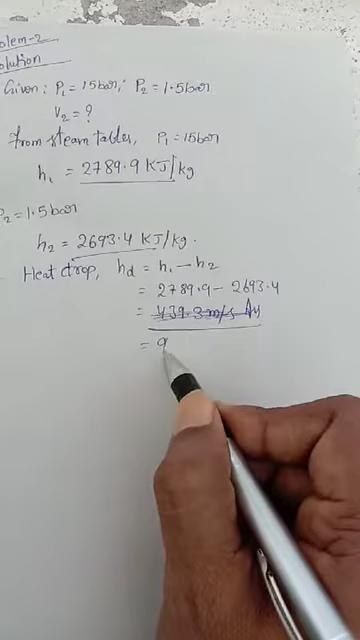 olem-2
olution
Given: P₁ = 15bar, P₂ = 1.5bar
V₂ = ?
from steam tables, P₁ = 15bar
h₁ = 2789.9 KJ/kg
P₂ = 1.5bar
h₂ = 2693.4 KJ/kg.
Heat drop, hd = h₁ - h₂
= 2789.9 - 2693.4
= 439.3 m/s
= 9